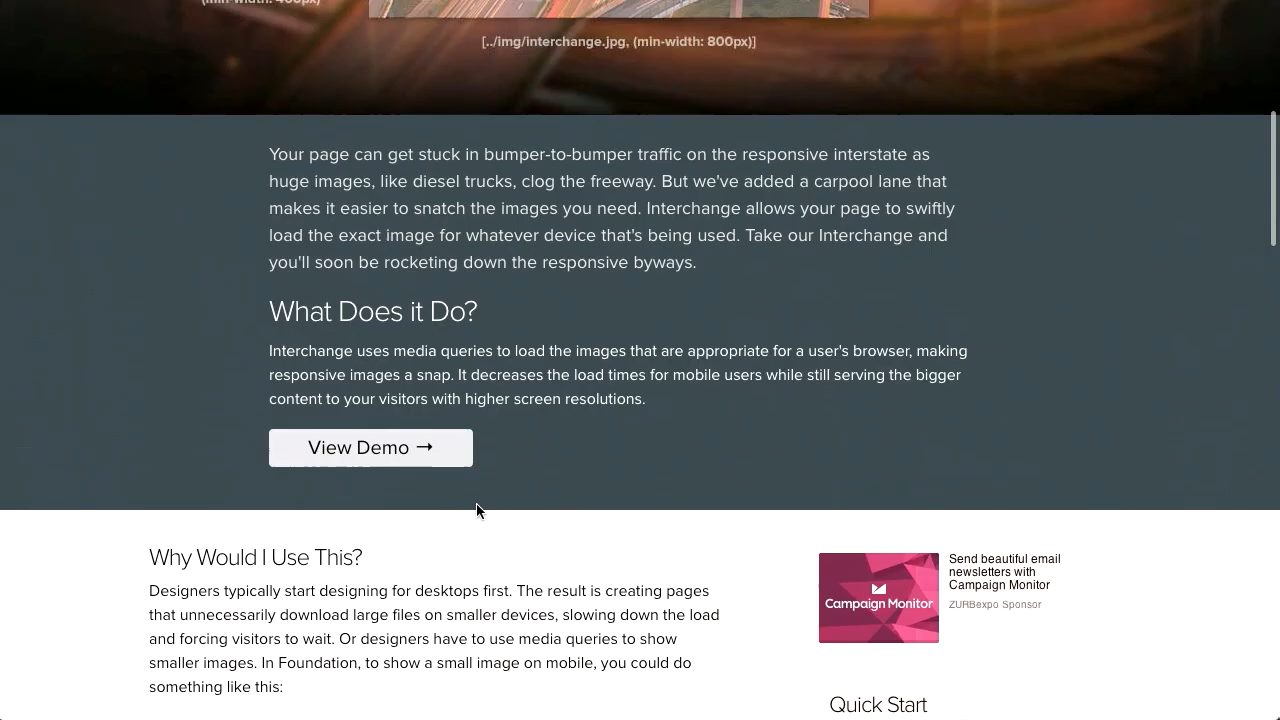 (min-width: 400px)
[../img/interchange.jpg, (min-width: 800px)]
Your page can get stuck in bumper-to-bumper traffic on the responsive interstate as
huge images, like diesel trucks, clog the freeway. But we've added a carpool lane that
makes it easier to snatch the images you need. Interchange allows your page to swiftly
load the exact image for whatever device that's being used. Take our Interchange and
you'll soon be rocketing down the responsive byways.
What Does it Do?
Interchange uses media queries to load the images that are appropriate for a user's browser, making
responsive images a snap. It decreases the load times for mobile users while still serving the bigger
content to your visitors with higher screen resolutions.
View Demo →
Why Would I Use This?
Designers typically start designing for desktops first. The result is creating pages
that unnecessarily download large files on smaller devices, slowing down the load
and forcing visitors to wait. Or designers have to use media queries to show
smaller images. In Foundation, to show a small image on mobile, you could do
something like this:
Campaign Monitor
Send beautiful email
newsletters with
Campaign Monitor
ZURBexpo Sponsor
Quick Start